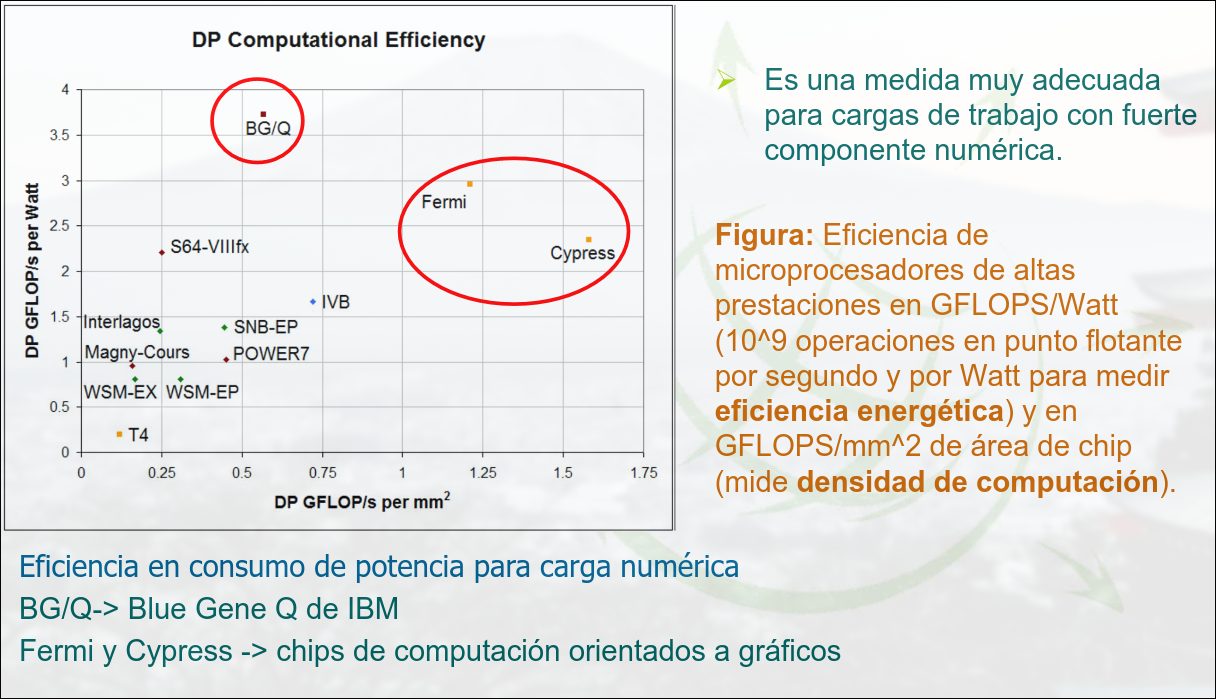 DP Computational Efficiency
DP GFLOP/s per Watt
4
3.5
3
2.5
2
1.5
1
0.5
0
BG/Q
Fermi
Cypress
S64-VIIIfx
IVB
Interlagos
SNB-EP
Magny-Cours
POWER7
WSM-EX
WSM-EP
T4
0 0.25 0.5 0.75 1 1.25 1.5 1.75
DP GFLOP/s per mm2
Es una medida muy adecuada
para cargas de trabajo con fuerte
componente numérica.
Figura: Eficiencia de
microprocesadores de altas
prestaciones en GFLOPS/Watt
(10^9 operaciones en punto flotante
por segundo y por Watt para medir
eficiencia energética) y en
GFLOPS/mm^2 de área de chip
(mide densidad de computación).
Eficiencia en consumo de potencia para carga numérica
BG/Q-> Blue Gene Q de IBM
Fermi y Cypress -> chips de computación orientados a gráficos